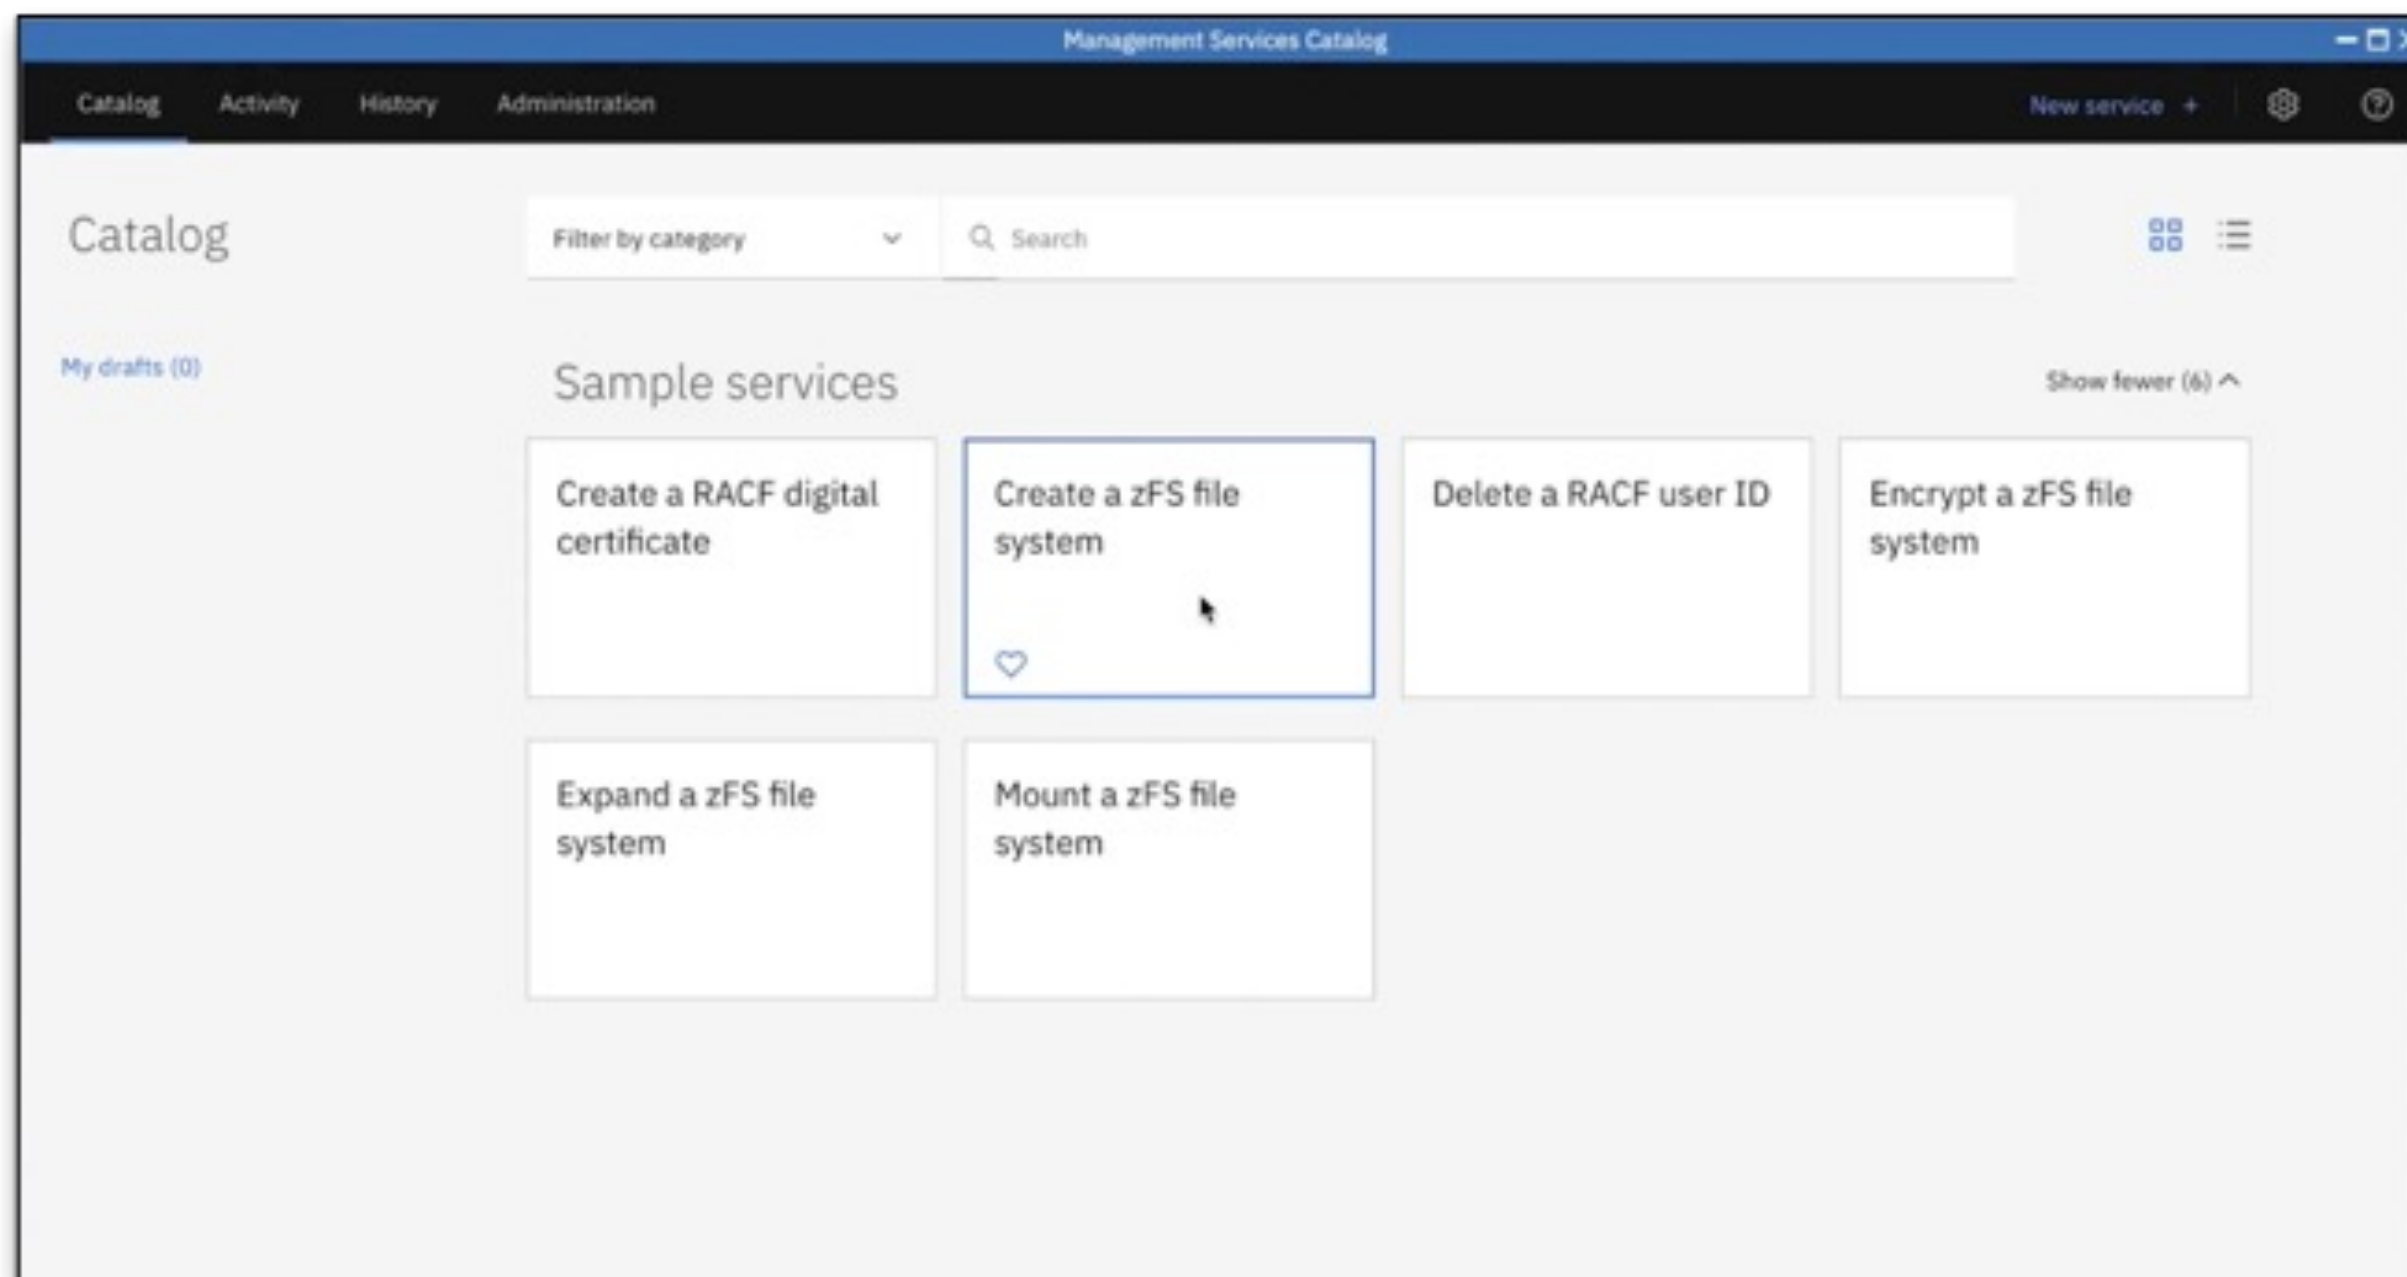 Management Services Catalog
Catalog Activity History Administration New service +
Catalog
Filter by category
Search
My drafts (0)
Sample services
Show fewer (6)
Create a RACF digital
certificate
Create a zFS file
system
Delete a RACF user ID
Encrypt a zFS file
system
Expand a zFS file
system
Mount a zFS file
system